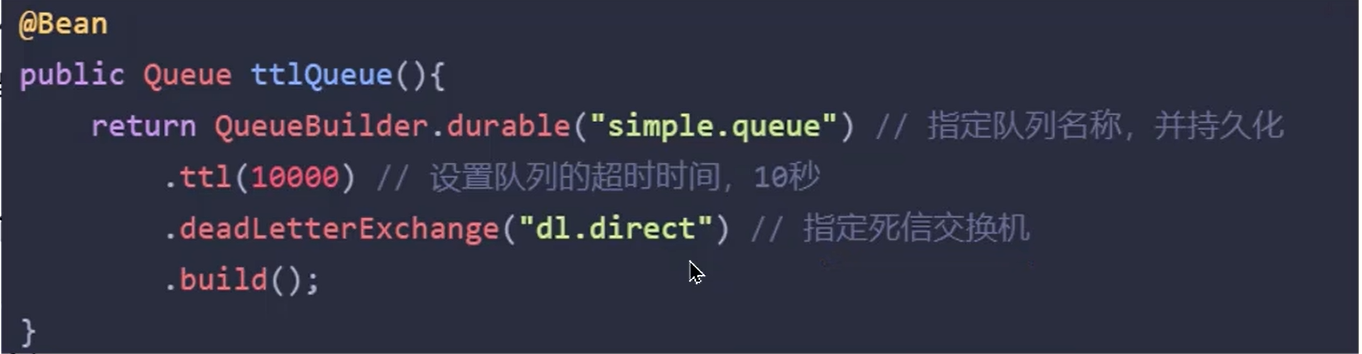 @Bean
public Queue ttlQueue(){
    return QueueBuilder.durable("simple.queue") // 指定队列名称，并持久化
        .ttl(10000) // 设置队列的超时时间，10秒
        .deadLetterExchange("dl.direct") // 指定死信交换机
        .build();
}